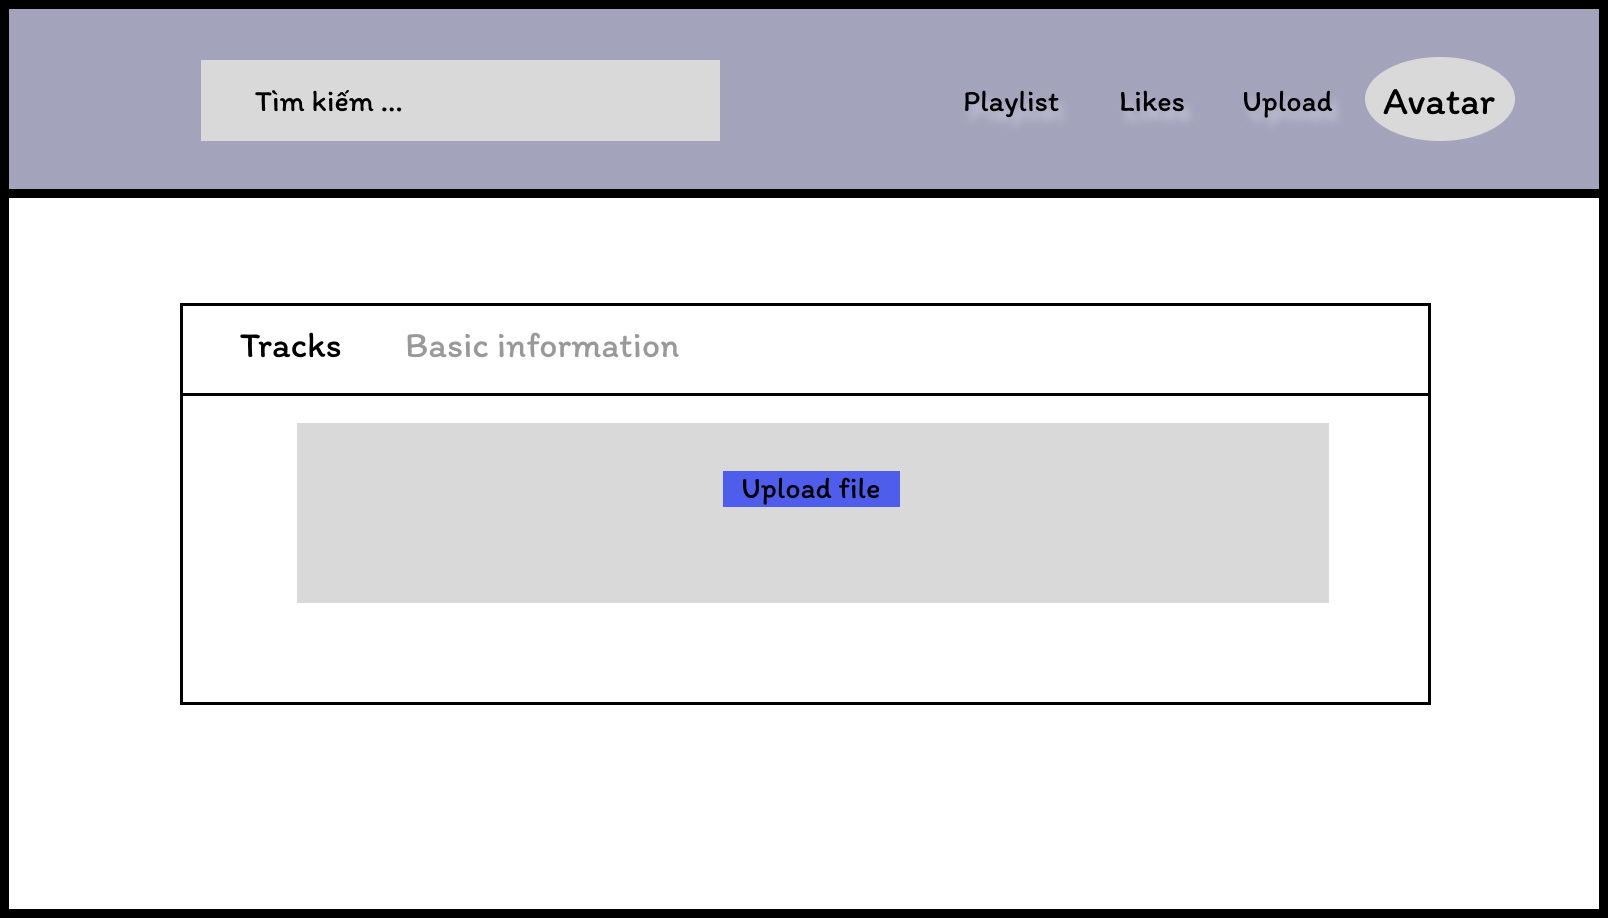 Tìm kiếm ... Playlist Likes Upload Avatar
Tracks Basic information
Upload file